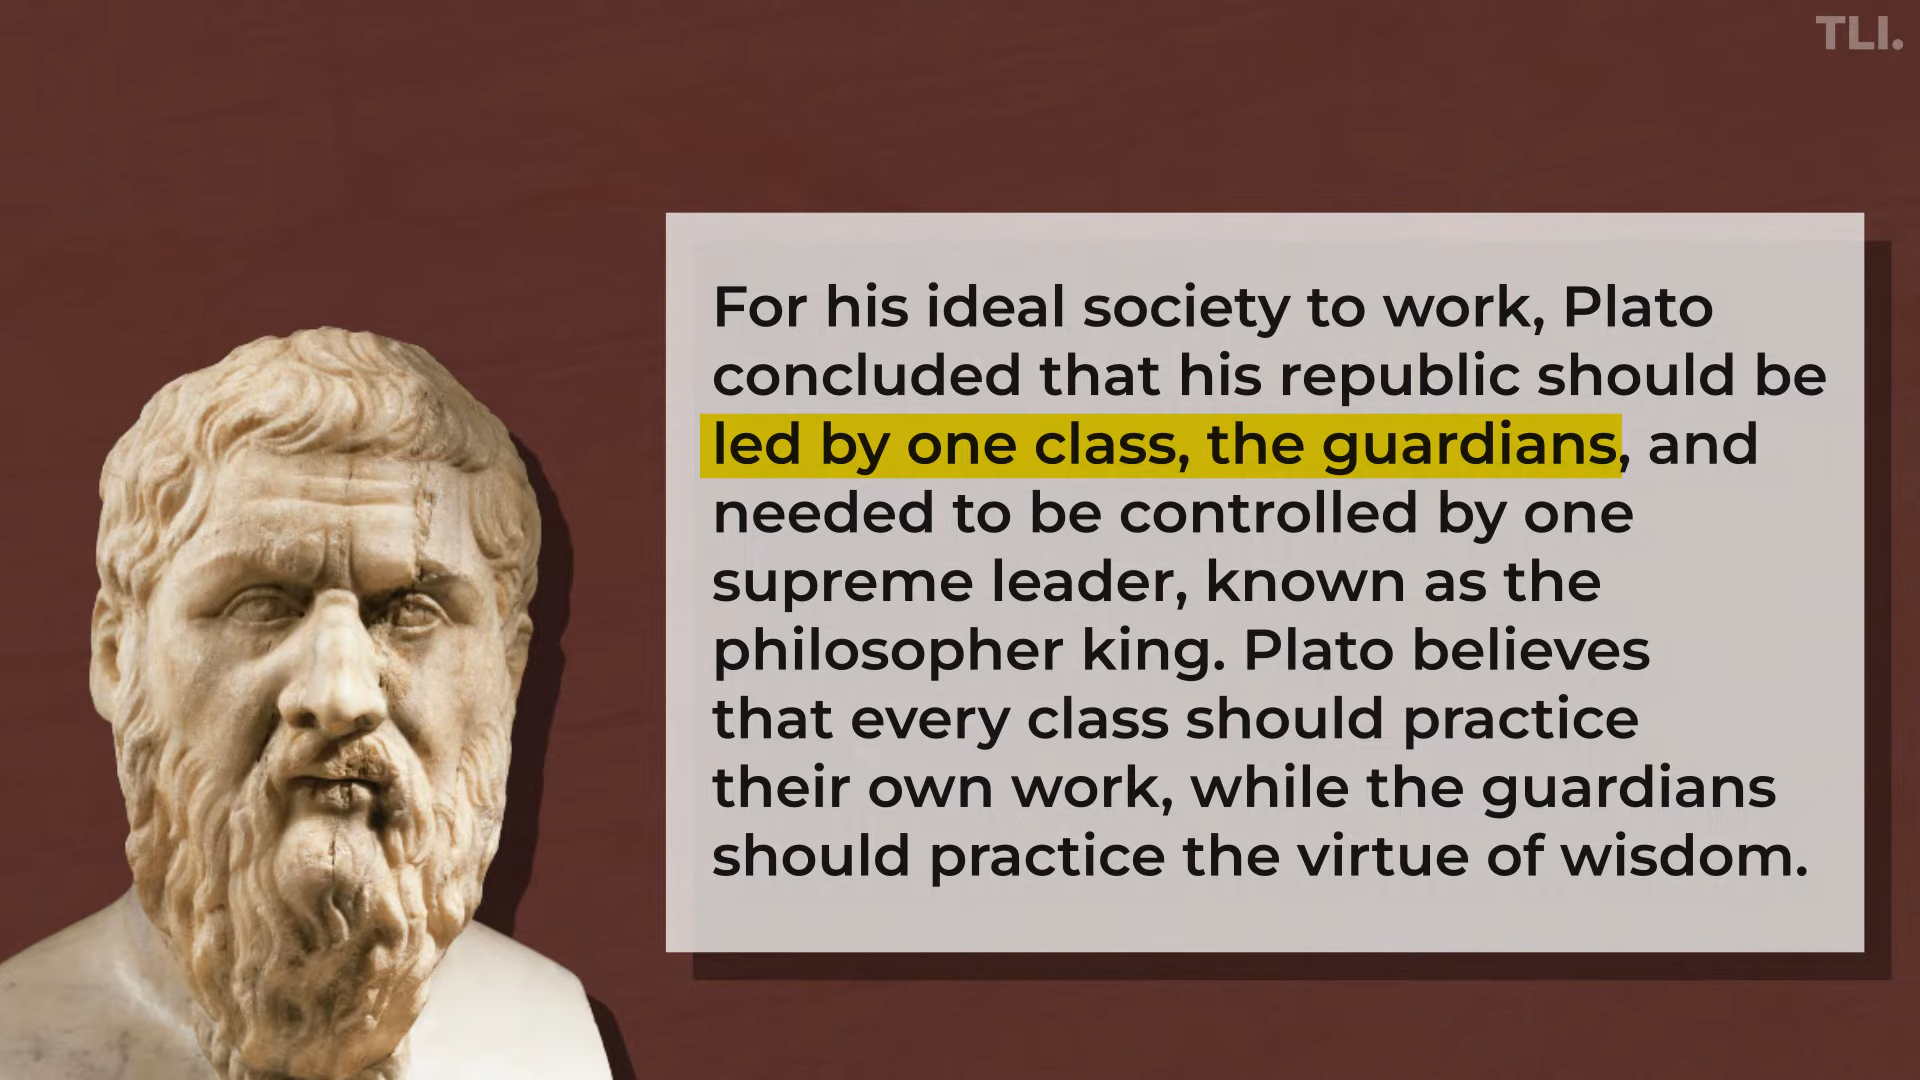 TLI.
For his ideal society to work, Plato
concluded that his republic should be
led by one class, the guardians, and
needed to be controlled by one
supreme leader, known as the
philosopher king. Plato believes
that every class should practice
their own work, while the guardians
should practice the virtue of wisdom.